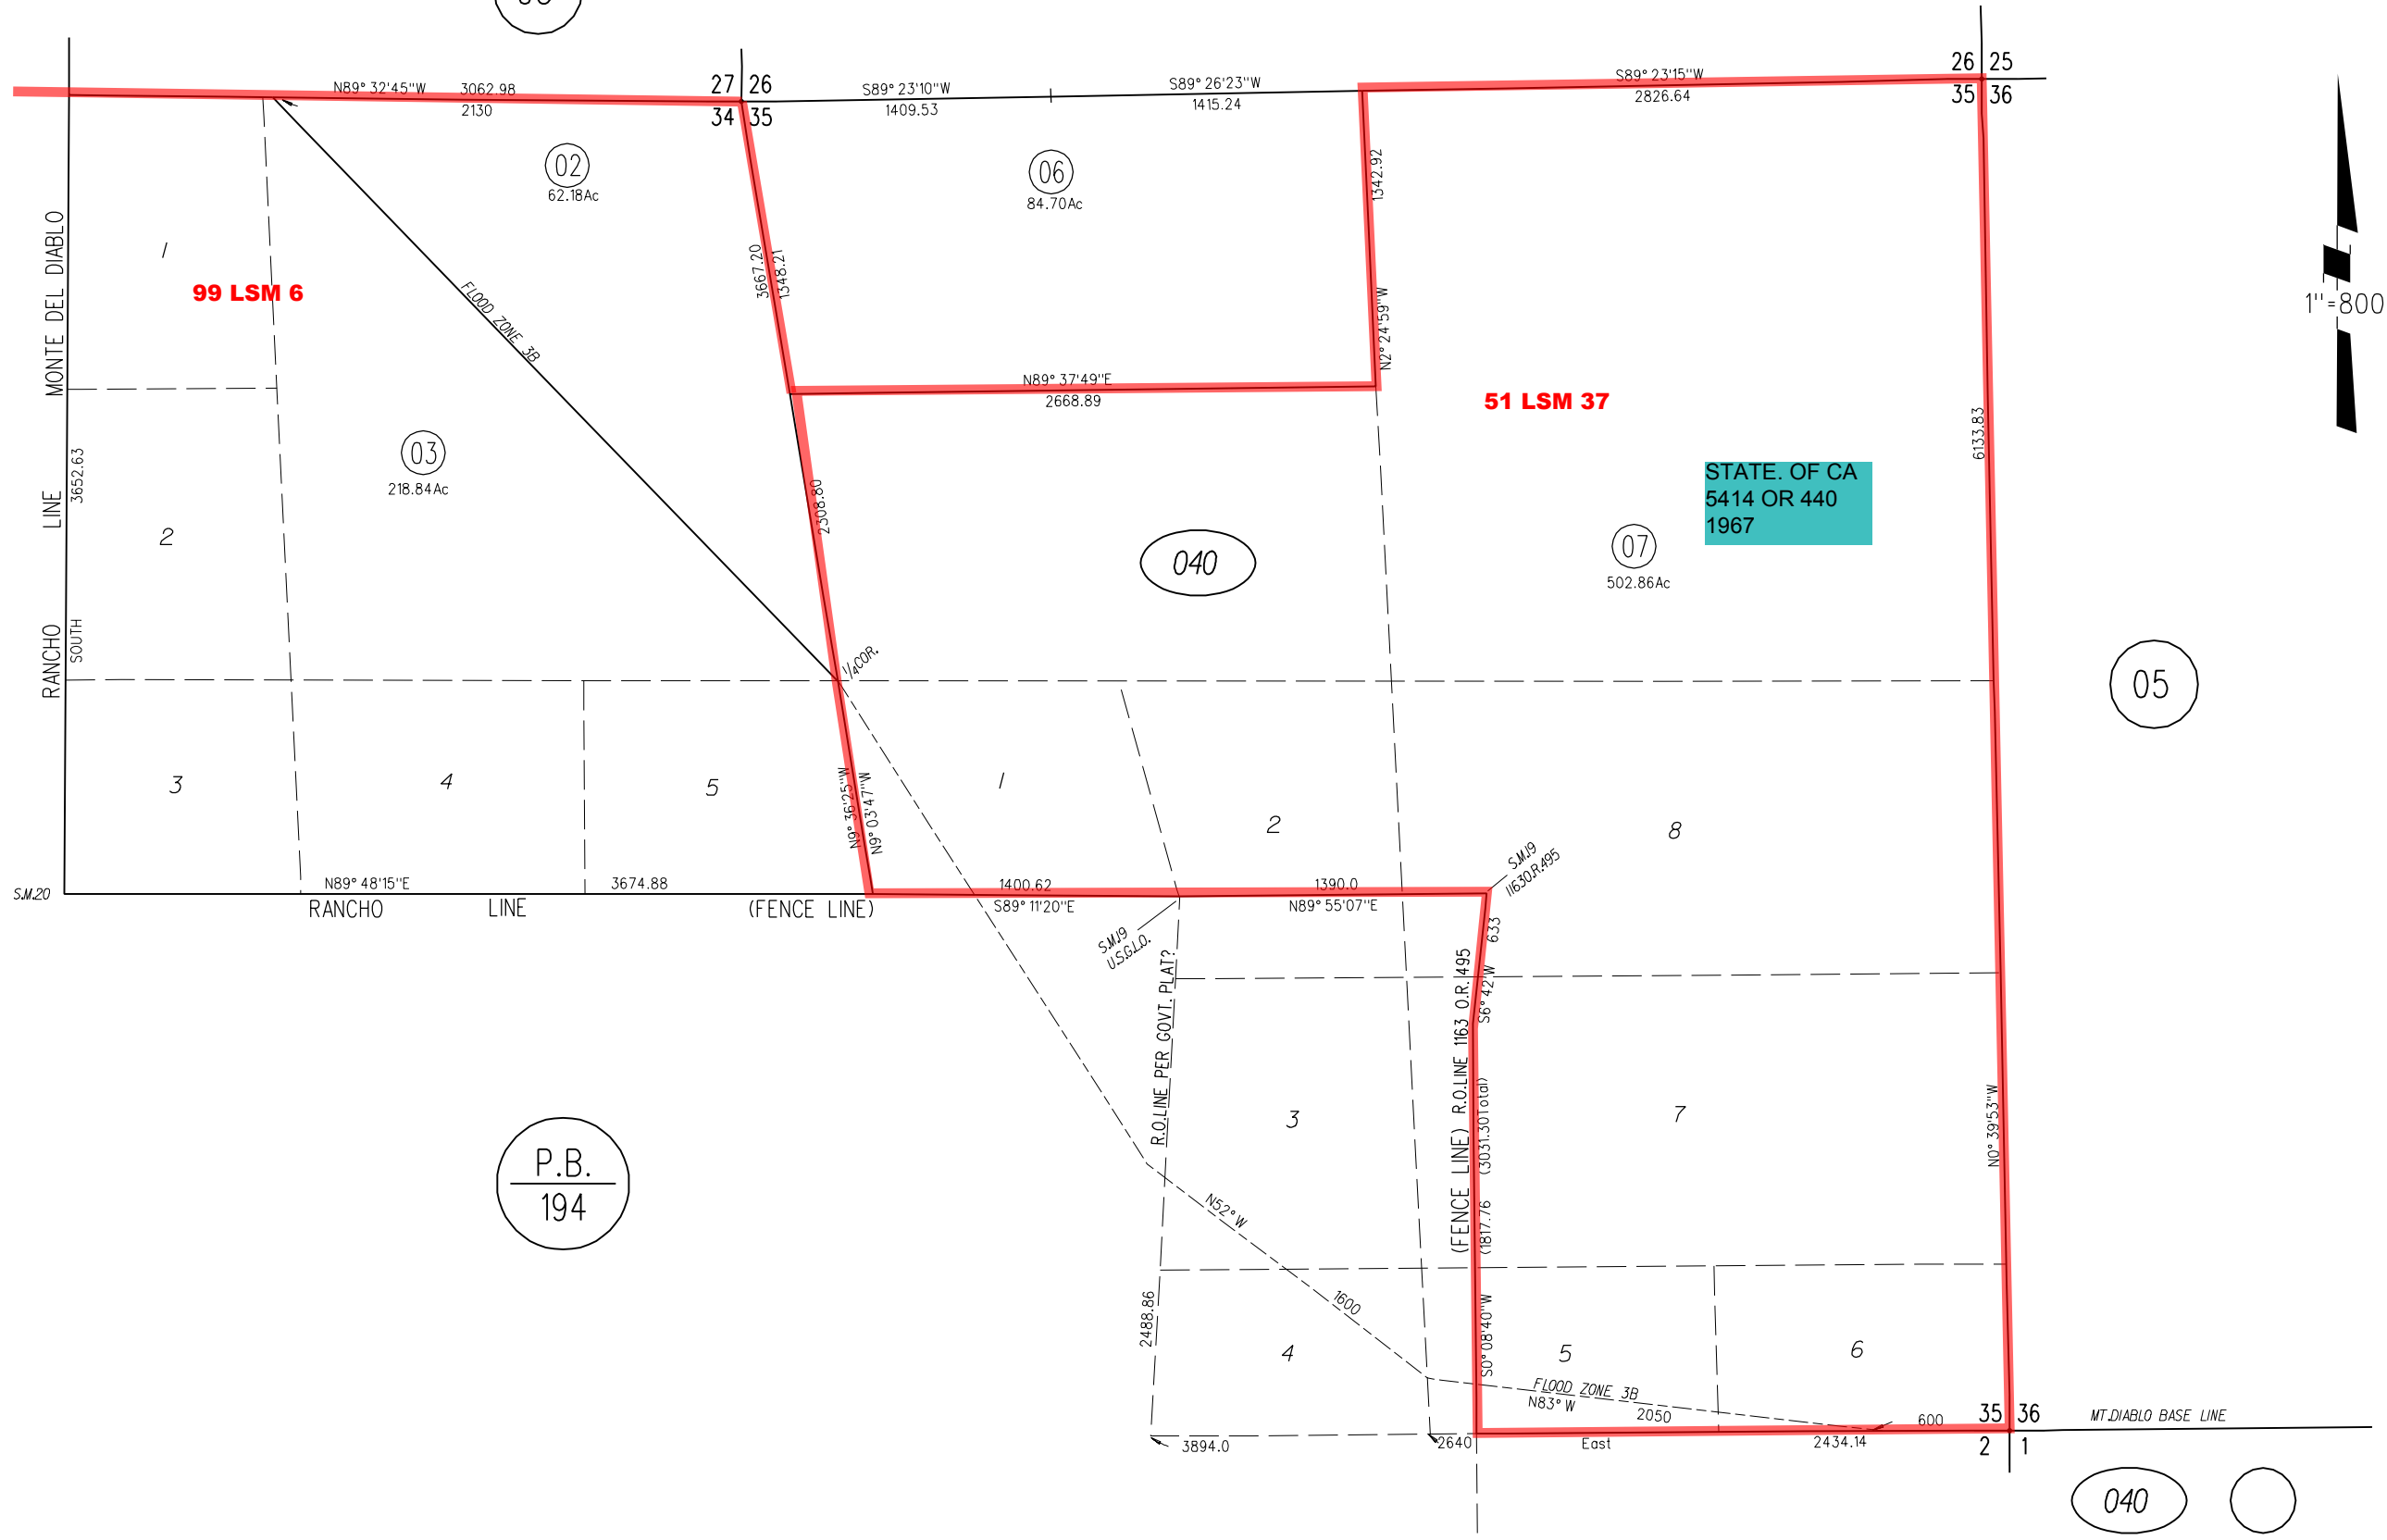 26 25
35 36
27 26
34 35
N89° 32'45"W 3062.98
2130
S89° 23'10"W
1409.53
S89° 26'23"W
1415.24
S89° 23'15"W
2826.64
02
62.18Ac
06
84.70Ac
1342.92
N2° 24'59"W
3667.20
1348.21
1
99 LSM 6
FLOOD ZONE 3B
MONTE DEL DIABLO
RANCHO LINE
3652.63
SOUTH
1"=800
N89° 37'49"E
2668.89
51 LSM 37
6133.83
03
218.84Ac
STATE. OF CA
5414 OR 440
1967
2308.80
2
040
07
502.86Ac
1/4COR.
05
3
4
5
1
2
8
N9° 36'25"W
N9° 03'47"W
S.M.20
N89° 48'15"E 3674.88
RANCHO LINE (FENCE LINE)
1400.62
S89° 11'20"E
1390.0
N89° 55'07"E
S.M.19
1163O.R.495
S.M.19
U.S.G.L.O.
633
S6° 42'W
R.O.LINE PER GOVT. PLAT?
(FENCE LINE) R.O.LINE 1163 O.R. 495
(3031.30Total)
(1817.76
S0° 08'40"W
3
7
N0° 39'53"W
P.B.
194
N52° W
1600
2488.86
4
5
6
FLOOD ZONE 3B
N83° W
2050
600
35 36
2 1
MT.DIABLO BASE LINE
3894.0
2640
East
2434.14
040